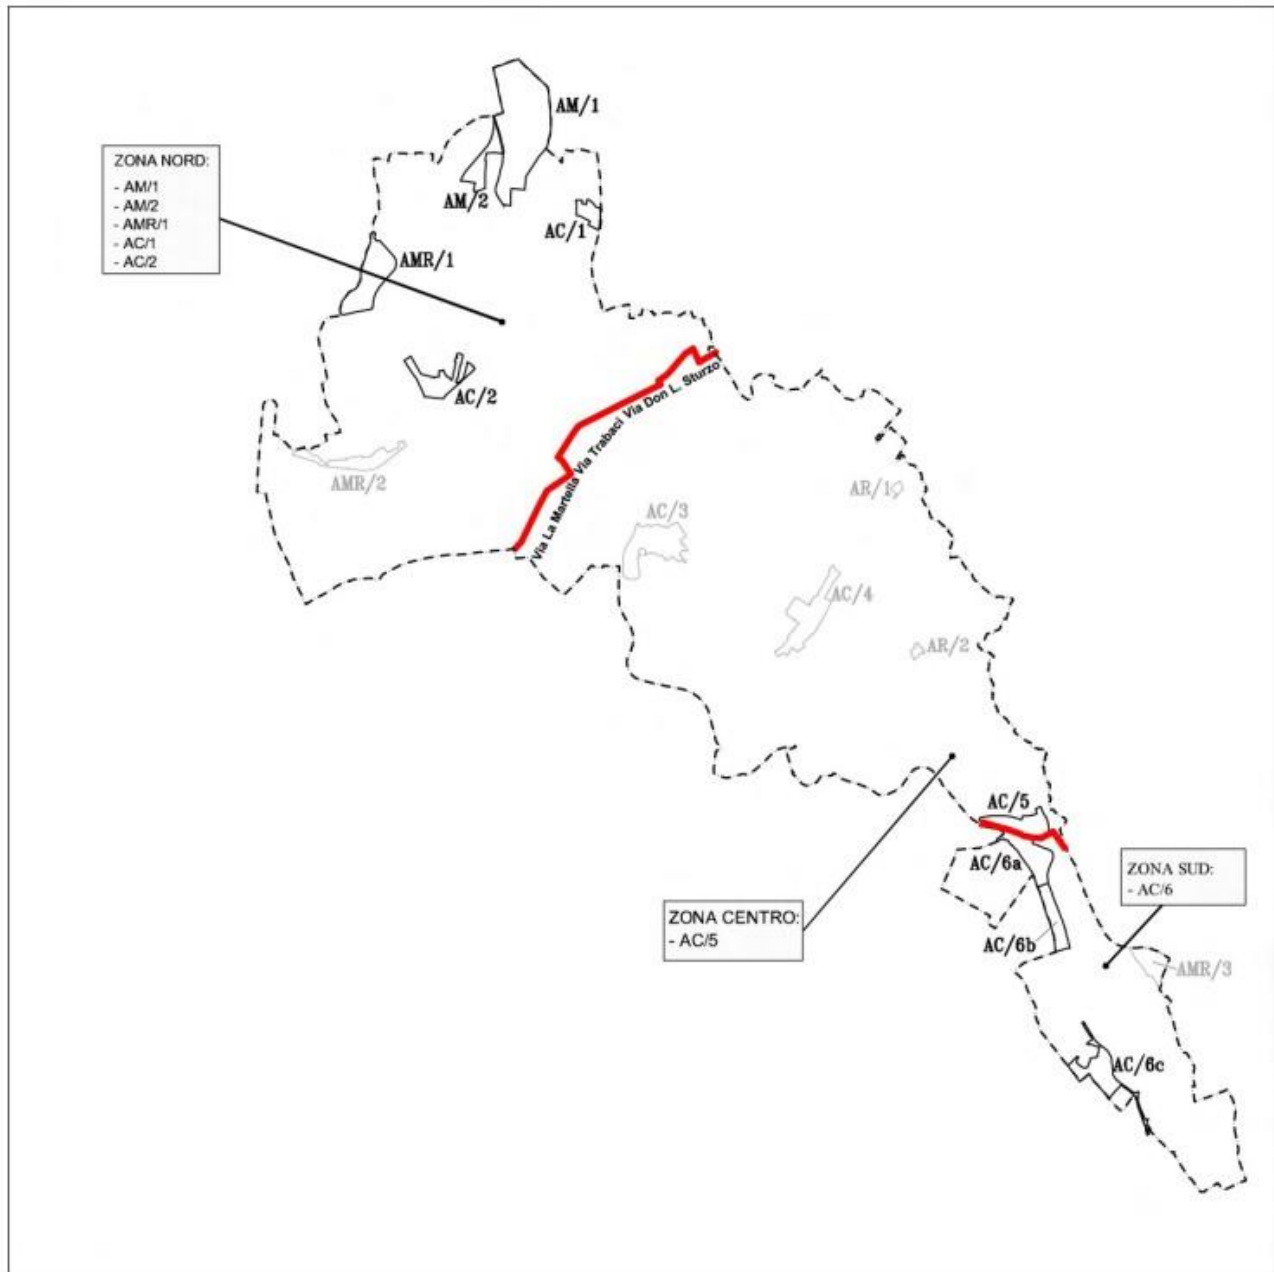 AM/1
ZONA NORD:
- AM/1
- AM/2
- AMR/1
- AC/1
- AC/2
AM/2
AC/1
AMR/1
AC/2
Via La Martella Via Trabaci Via Don L. Sturzo
AMR/2
AR/1
AC/3
AC/4
AR/2
AC/5
AC/6a
ZONA SUD:
- AC/6
ZONA CENTRO:
- AC/5
AC/6b
AMR/3
AC/6c